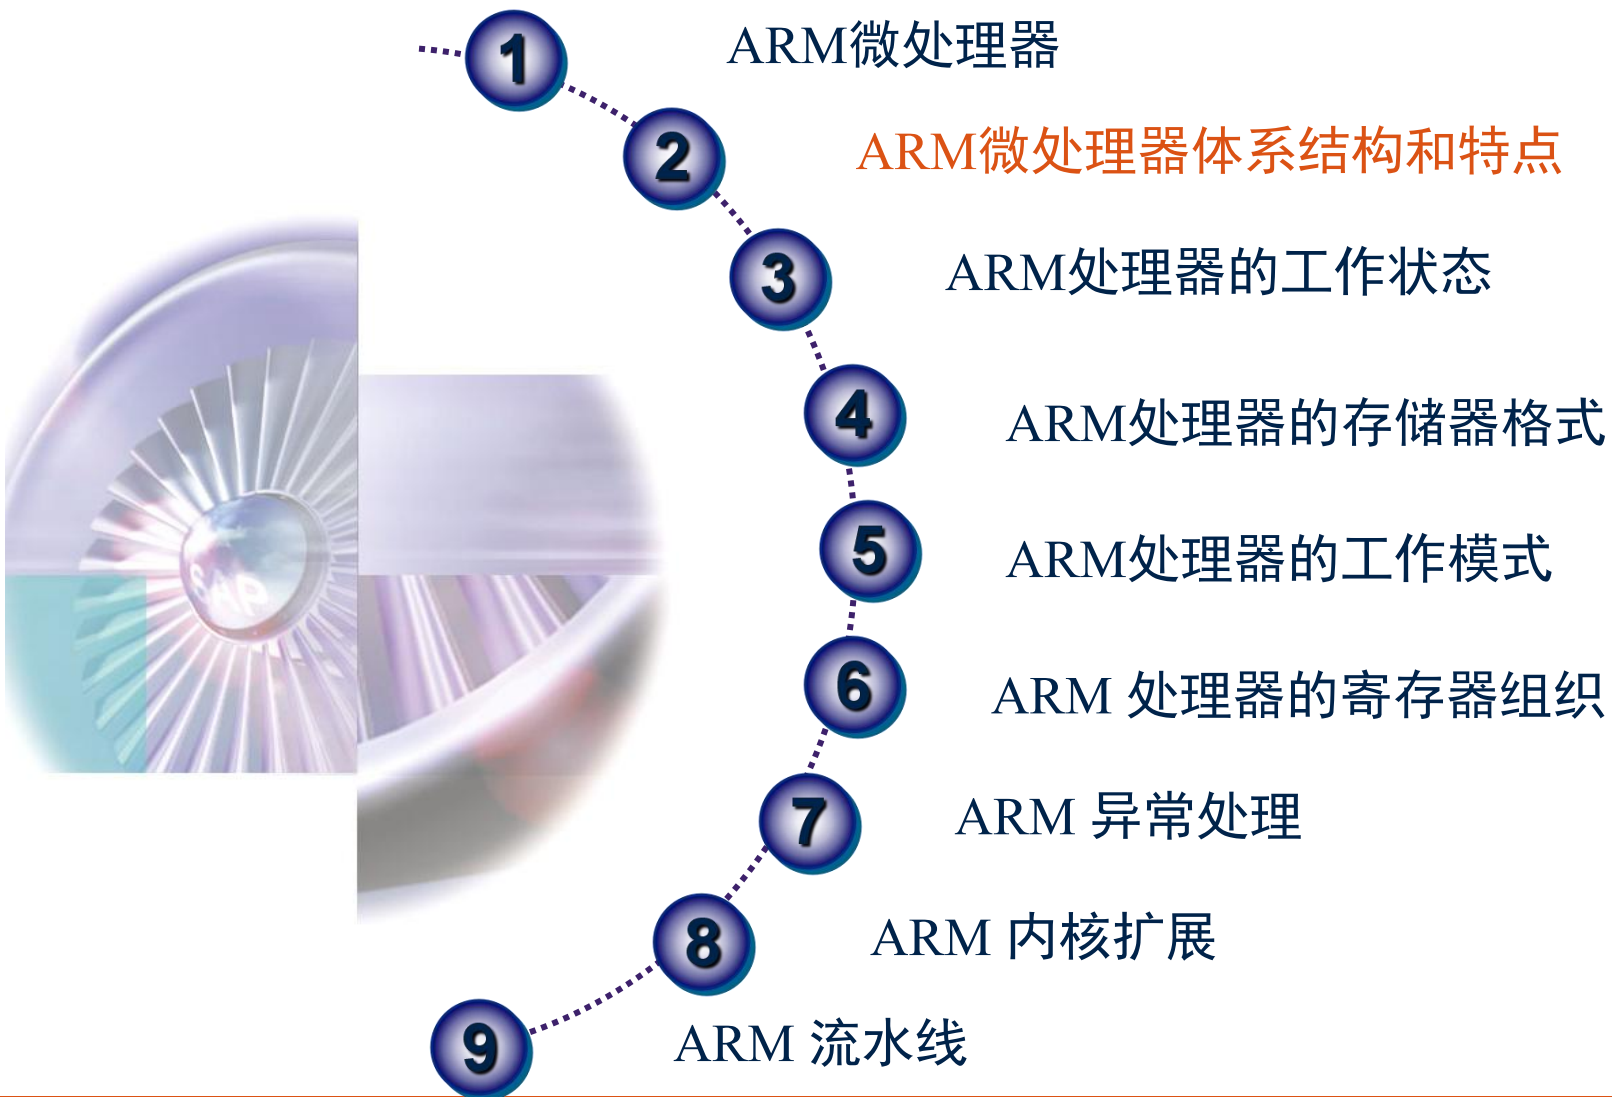 1 ARM微处理器
2 ARM微处理器体系结构和特点
3 ARM处理器的工作状态
4 ARM处理器的存储器格式
5 ARM处理器的工作模式
SAP
6 ARM 处理器的寄存器组织
7 ARM 异常处理
8 ARM 内核扩展
9 ARM 流水线